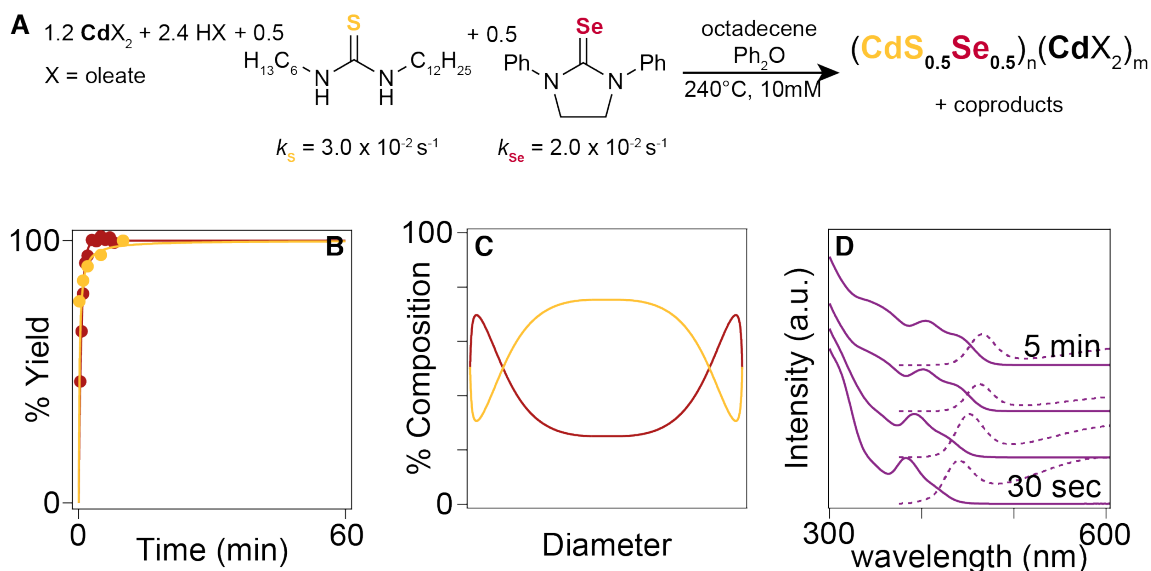 A
1.2 CdX2 + 2.4 HX + 0.5
X = oleate
S
H13C6
N
H
N
H
C12H25
+ 0.5
Se
Ph
N
N
Ph
octadecene
Ph2O
240°C, 10mM
(CdS0.5Se0.5)n(CdX2)m
+ coproducts
kS = 3.0 x 10-2 s-1
kSe = 2.0 x 10-2 s-1
B
% Yield
100
0
0
60
Time (min)
C
% Composition
100
0
Diameter
D
Intensity (a.u.)
5 min
30 sec
300
600
wavelength (nm)